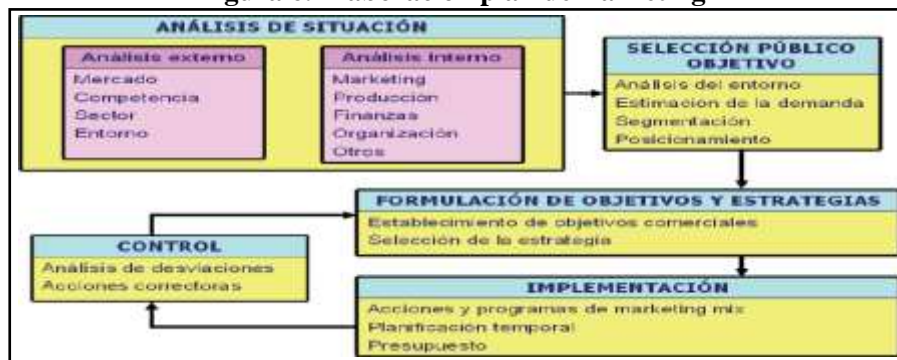 ANÁLISIS DE SITUACIÓN
Análisis externo
Mercado
Competencia
Sector
Entorno
Análisis interno
Marketing
Producción
Finanzas
Organización
Otros
SELECCIÓN PÚBLICO
OBJETIVO
Análisis del entorno
Estimación de la demanda
Segmentación
Posicionamiento
FORMULACIÓN DE OBJETIVOS Y ESTRATEGIAS
Establecimiento de objetivos comerciales
Selección de la estrategia
CONTROL
Análisis de desviaciones
Acciones correctoras
IMPLEMENTACIÓN
Acciones y programas de marketing mix
Planificación temporal
Presupuesto